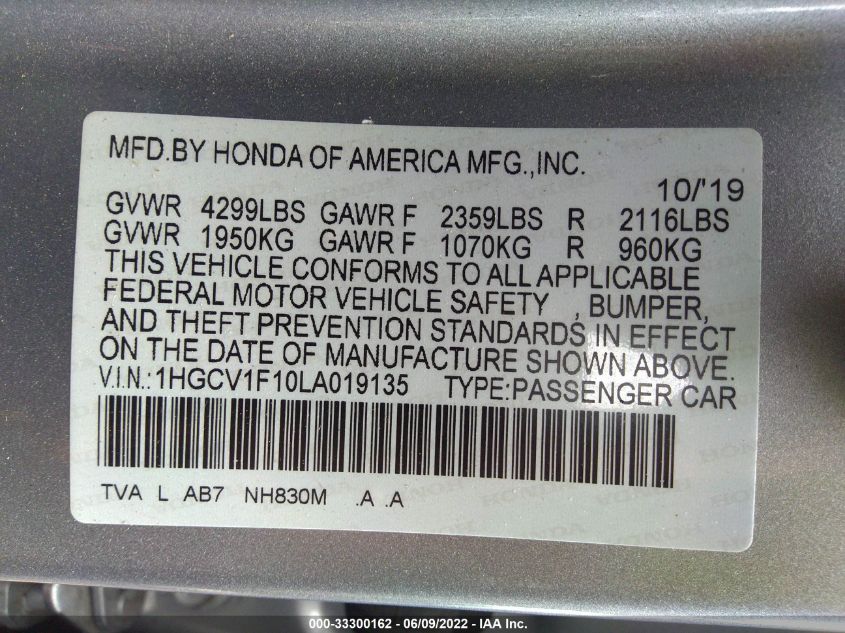 MFD.BY HONDA OF AMERICA MFG.,INC.
10/'19
GVWR 4299LBS GAWR F 2359LBS R 2116LBS
GVWR 1950KG GAWR F 1070KG R 960KG
THIS VEHICLE CONFORMS TO ALL APPLICABLE
FEDERAL MOTOR VEHICLE SAFETY , BUMPER,
AND THEFT PREVENTION STANDARDS IN EFFECT
ON THE DATE OF MANUFACTURE SHOWN ABOVE.
V.I.N.:1HGCV1F10LA019135 TYPE:PASSENGER CAR
TVA L AB7 NH830M .A .A
000-33300162 - 06/09/2022 - IAA Inc.